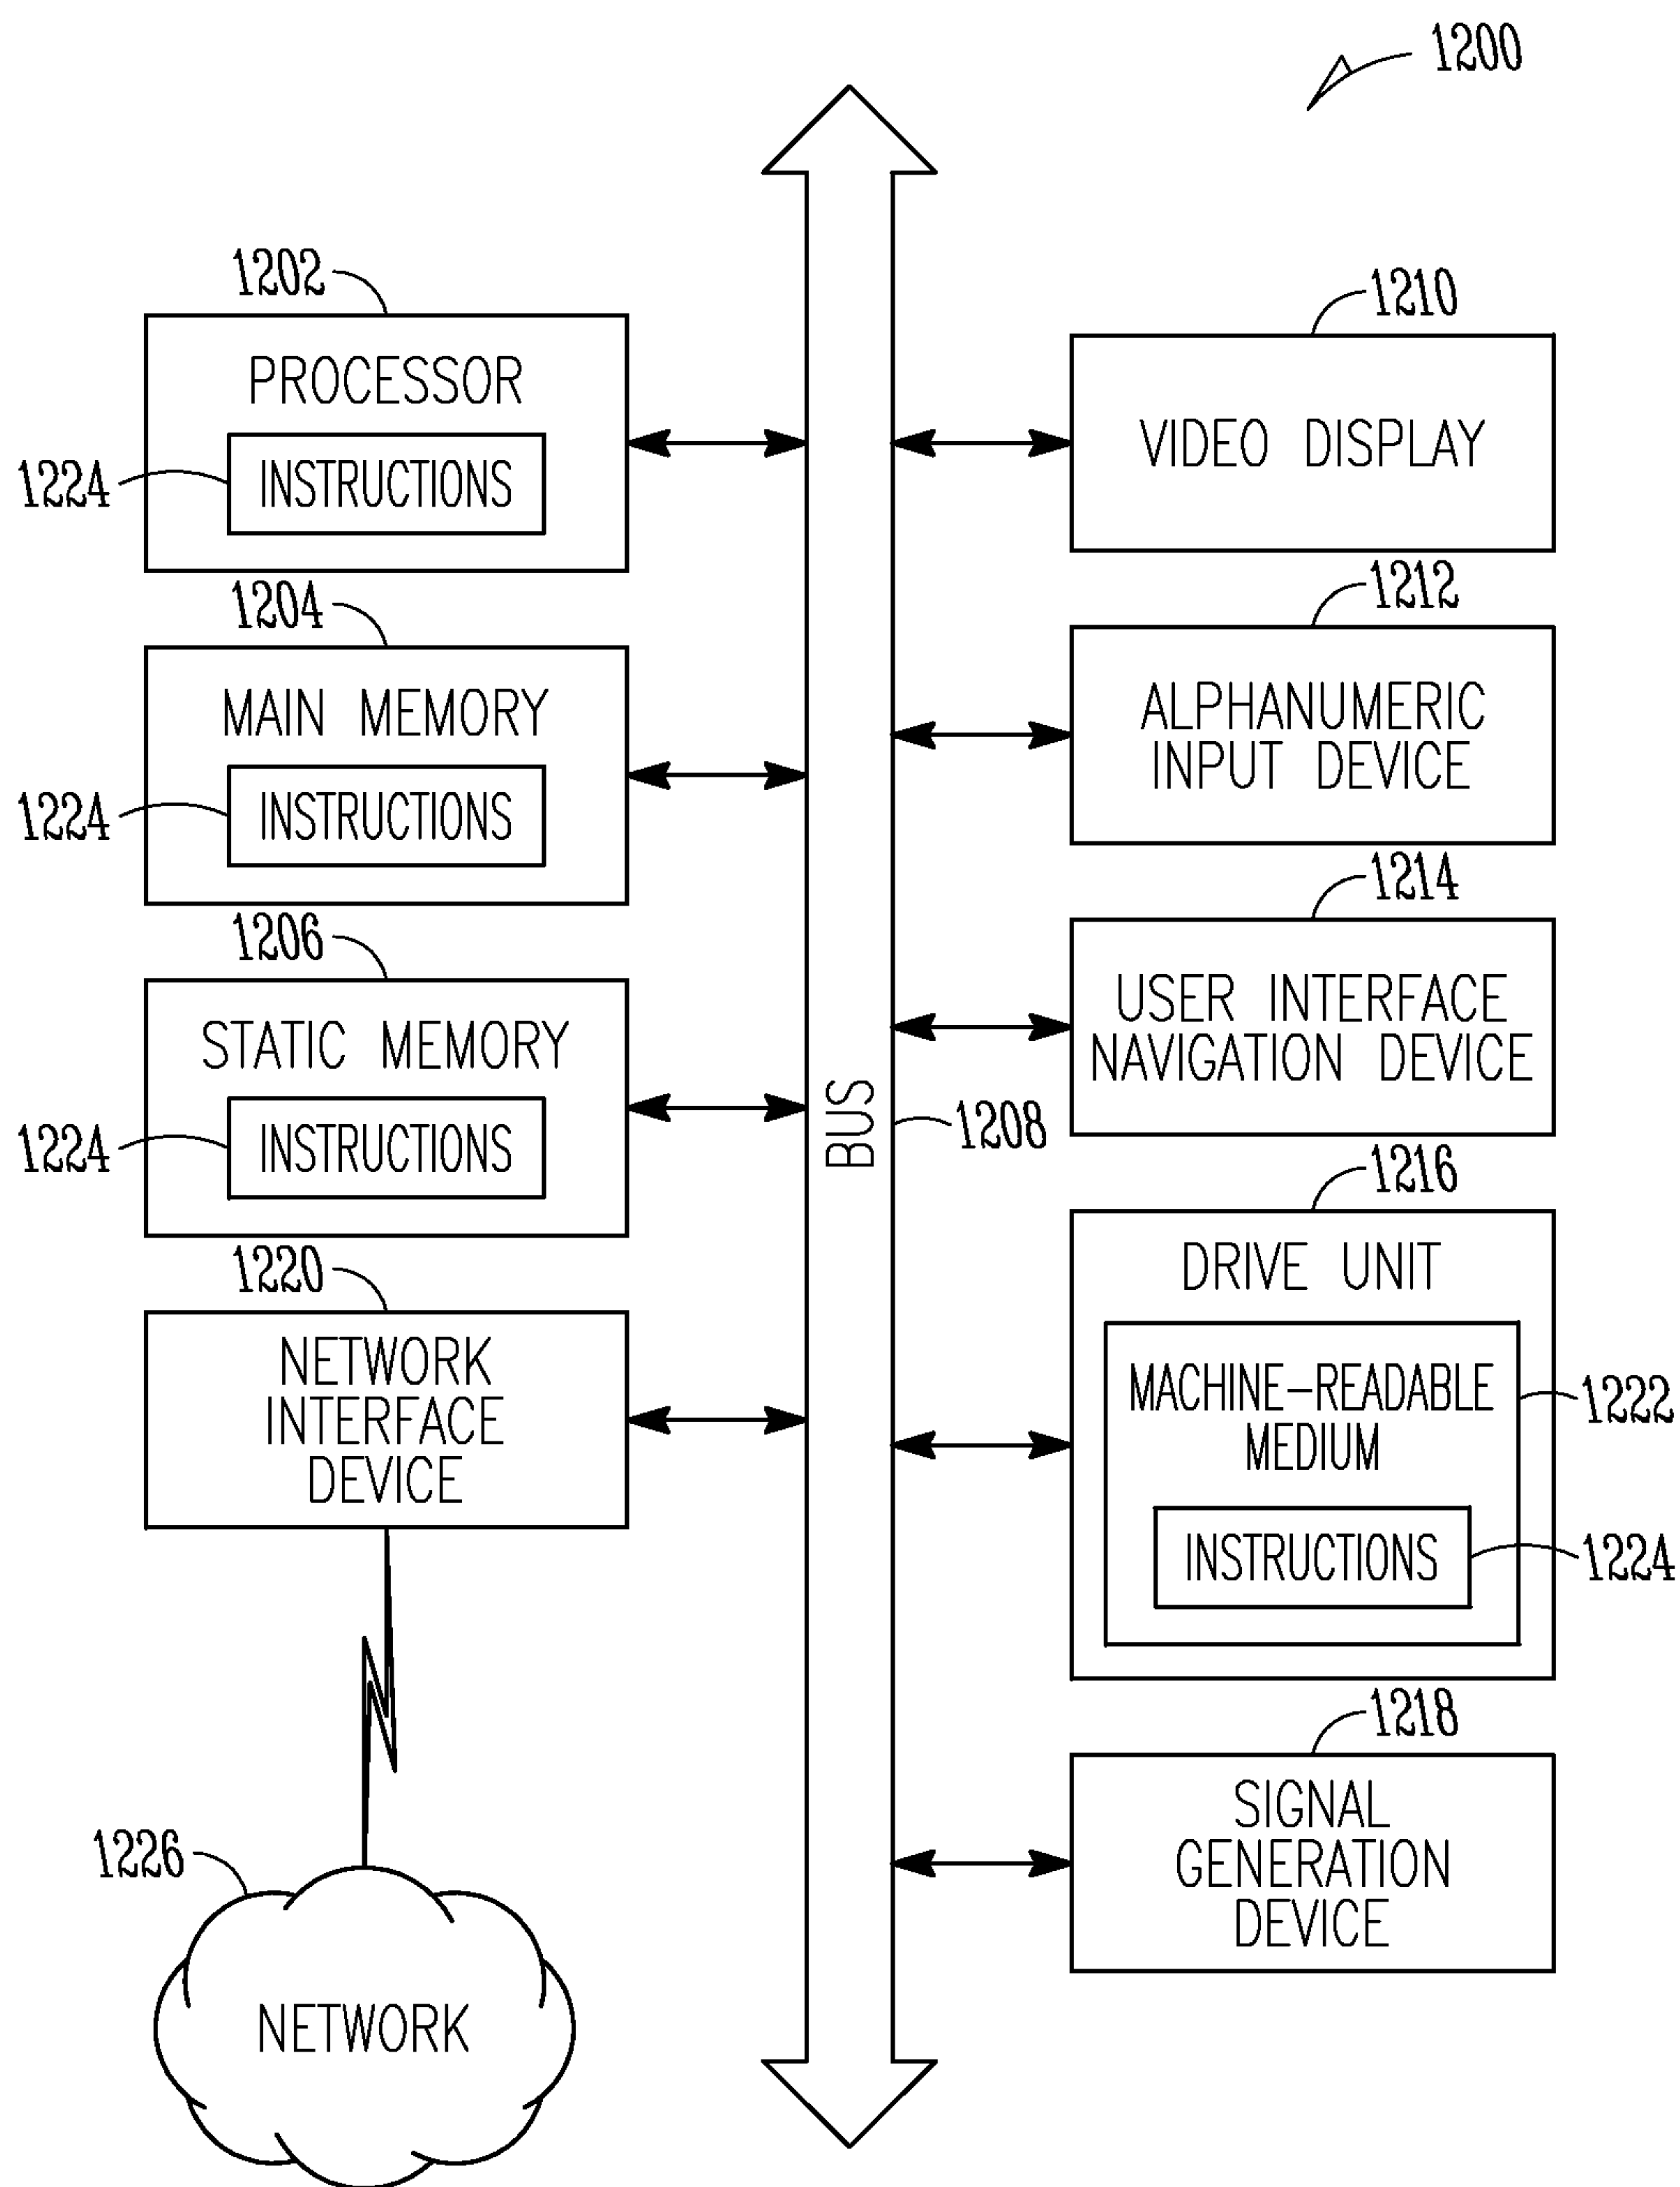 1200
1202
PROCESSOR
1224
INSTRUCTIONS
1204
MAIN MEMORY
1224
INSTRUCTIONS
1206
STATIC MEMORY
1224
INSTRUCTIONS
1220
NETWORK
INTERFACE
DEVICE
1226
NETWORK
BUS
1208
1210
VIDEO DISPLAY
1212
ALPHANUMERIC
INPUT DEVICE
1214
USER INTERFACE
NAVIGATION DEVICE
1216
DRIVE UNIT
MACHINE-READABLE
MEDIUM
1222
INSTRUCTIONS
1224
1218
SIGNAL
GENERATION
DEVICE